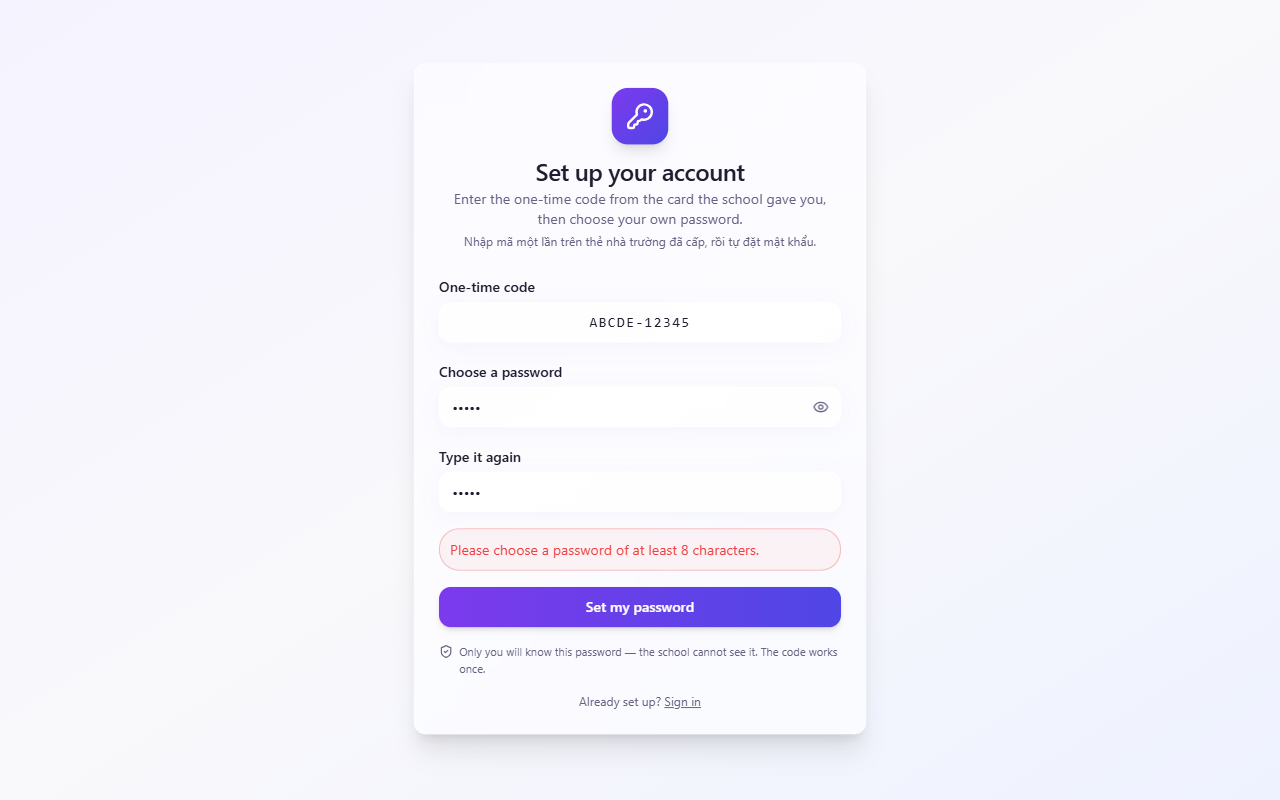 Set up your account
Enter the one-time code from the card the school gave you,
then choose your own password.
Nhập mã một lần trên thẻ nhà trường đã cấp, rồi tự đặt mật khẩu.
One-time code
ABCDE-12345
Choose a password
•••••
Type it again
•••••
Please choose a password of at least 8 characters.
Set my password
Only you will know this password — the school cannot see it. The code works
once.
Already set up? Sign in